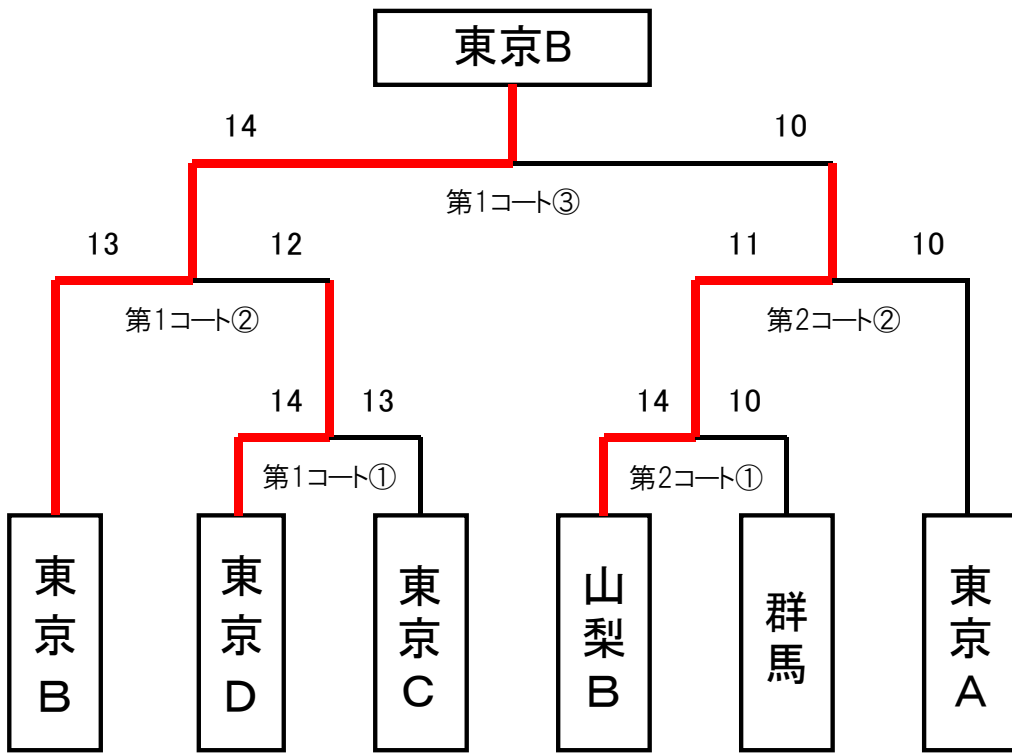 東京B
14 10
第1コート③
13 12 11 10
第1コート② 第2コート②
14 13 14 10
第1コート① 第2コート①
東京B
東京D
東京C
山梨B
群馬
東京A